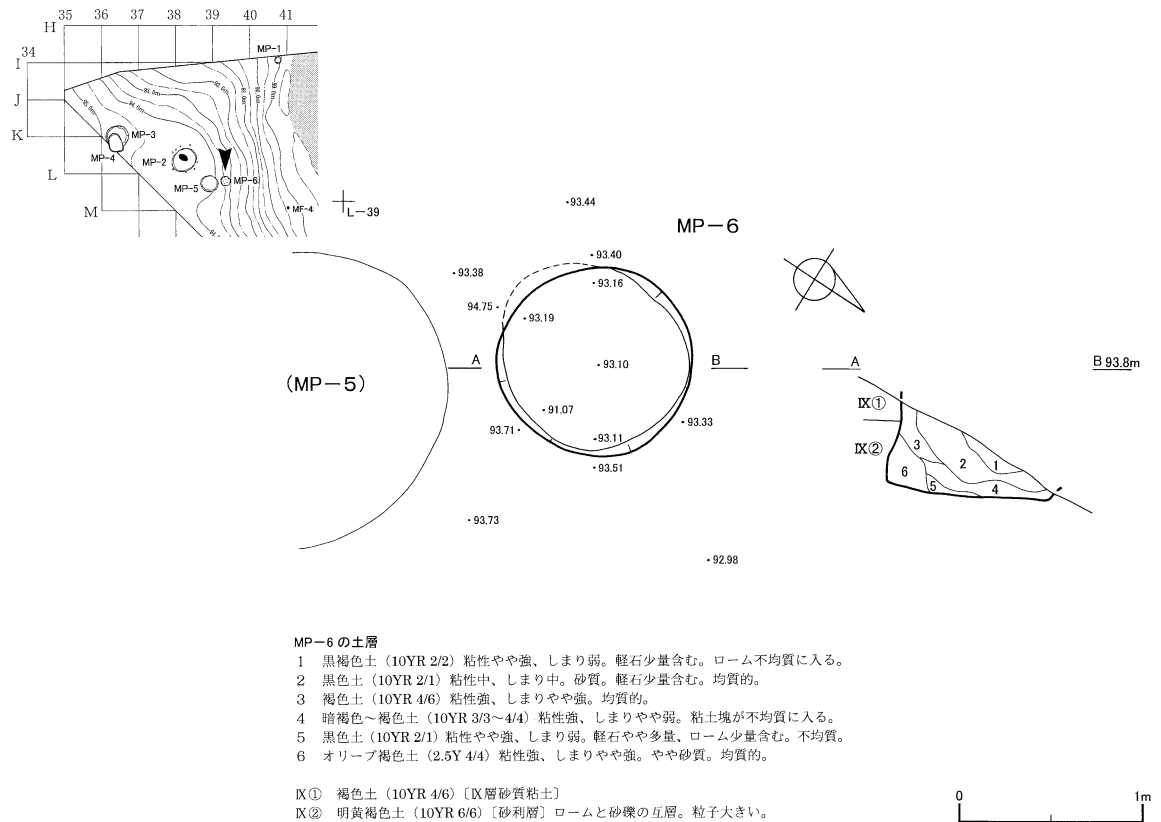 35 36 37 38 39 40 41
H
34
I
J
K
L
M
MP-1
MP-3
MP-4
MP-2
MP-5
MP-6
MF-4
L-39
・93.44
MP-6
・93.40
・93.38
・93.16
94.75・
・93.19
A
B
・93.10
(MP-5)
・91.07
93.71・
・93.11
・93.33
・93.51
・93.73
・92.98
A
B 93.8m
Ⅸ①
Ⅸ②
3
2
1
6
5
4
MP-6の土層
1 黒褐色土(10YR 2/2)粘性やや強、しまり弱。軽石少量含む。ローム不均質に入る。
2 黒色土(10YR 2/1)粘性中、しまり中。砂質。軽石少量含む。均質的。
3 褐色土(10YR 4/6)粘性強、しまりやや強。均質的。
4 暗褐色～褐色土(10YR 3/3～4/4)粘性強、しまりやや弱。粘土塊が不均質に入る。
5 黒色土(10YR 2/1)粘性やや強、しまり弱。軽石やや多量、ローム少量含む。不均質。
6 オリーブ褐色土(2.5Y 4/4)粘性強、しまりやや強。やや砂質。均質的。
Ⅸ① 褐色土(10YR 4/6)〔Ⅸ層砂質粘土〕
Ⅸ② 明黄褐色土(10YR 6/6)〔砂利層〕ロームと砂礫の互層。粒子大きい。
0 1m